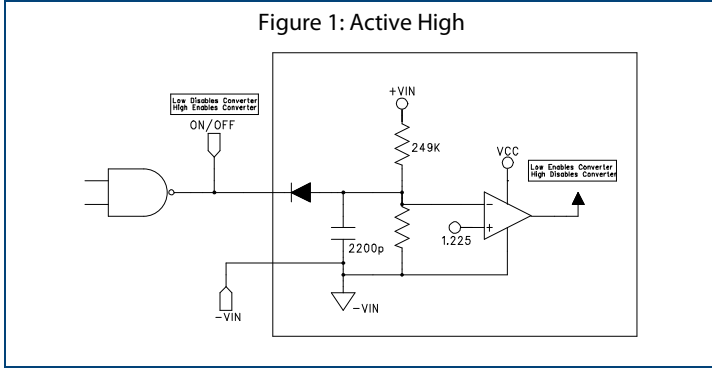 Figure 1: Active High
Low Disables Converter
High Enables Converter
ON/OFF
+VIN
249K
VCC
Low Enables Converter
High Disables Converter
−
+
1.225
2200p
−VIN
−VIN